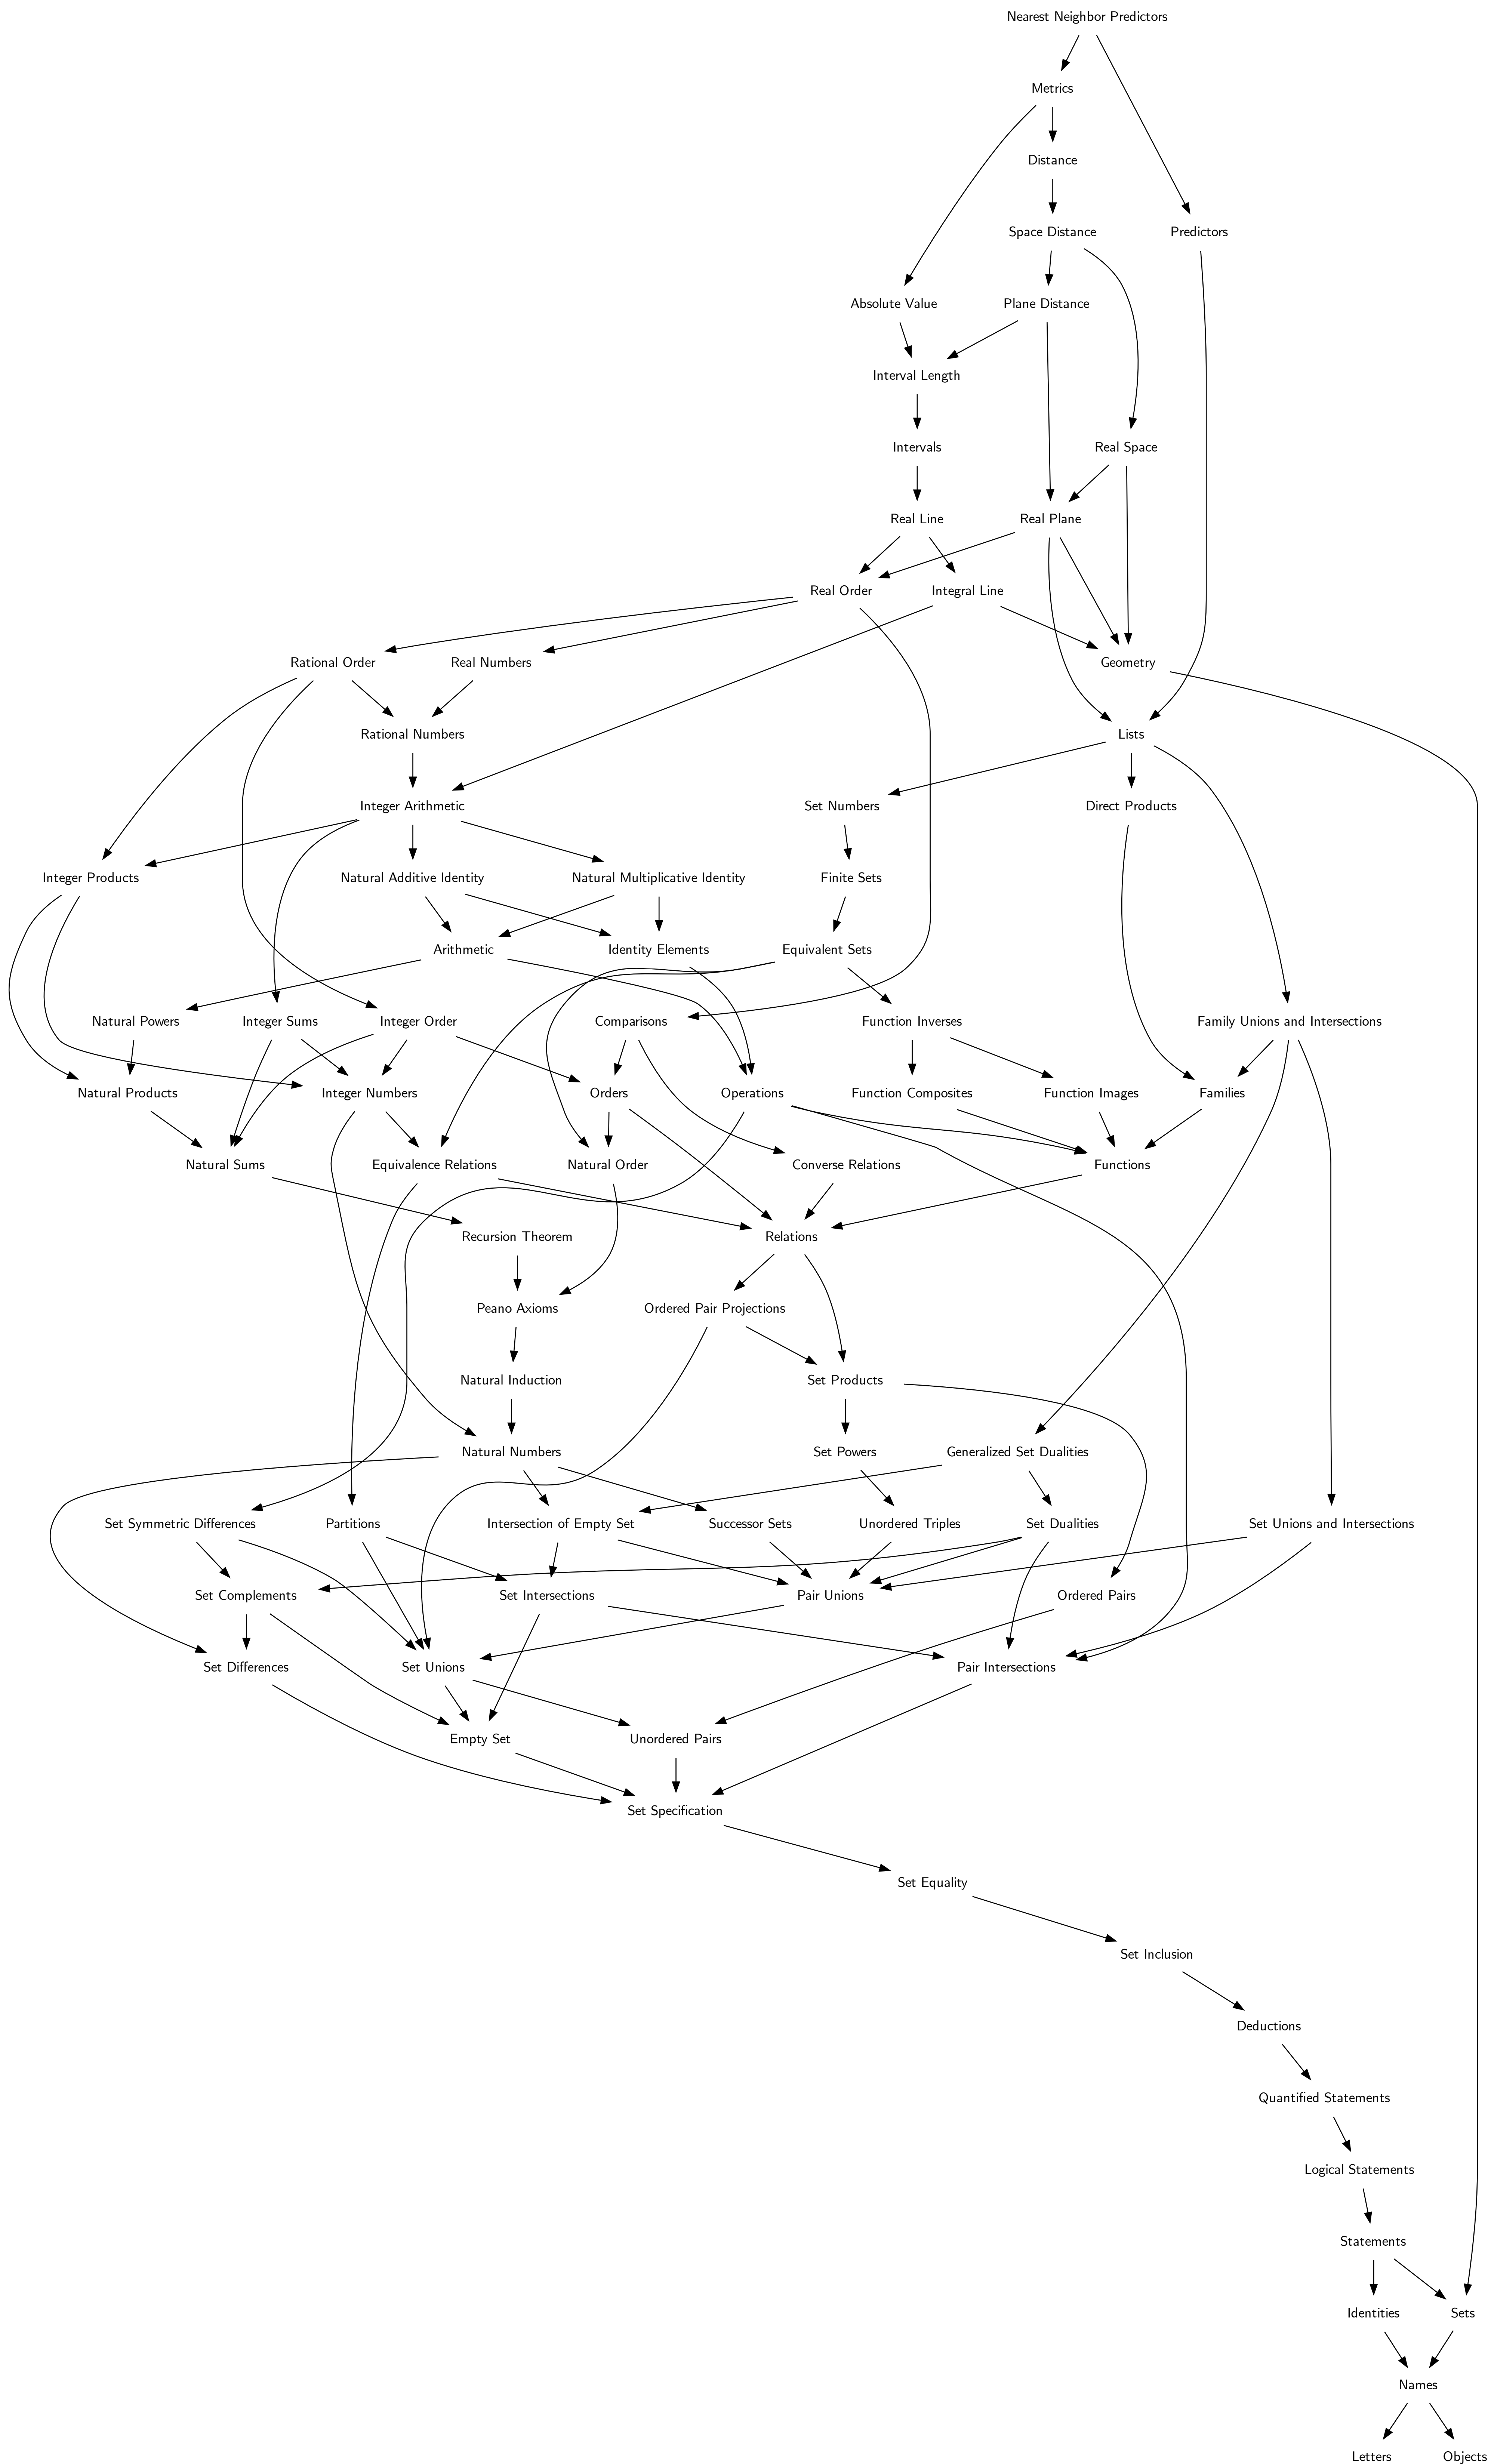 Nearest Neighbor Predictors
Metrics
Distance
Space Distance
Predictors
Absolute Value
Plane Distance
Interval Length
Intervals
Real Space
Real Line
Real Plane
Real Order
Integral Line
Rational Order
Real Numbers
Geometry
Rational Numbers
Lists
Integer Arithmetic
Set Numbers
Direct Products
Integer Products
Natural Additive Identity
Natural Multiplicative Identity
Finite Sets
Arithmetic
Identity Elements
Equivalent Sets
Natural Powers
Integer Sums
Integer Order
Comparisons
Function Inverses
Family Unions and Intersections
Natural Products
Integer Numbers
Orders
Operations
Function Composites
Function Images
Families
Natural Sums
Equivalence Relations
Natural Order
Converse Relations
Functions
Recursion Theorem
Relations
Peano Axioms
Ordered Pair Projections
Natural Induction
Set Products
Natural Numbers
Set Powers
Generalized Set Dualities
Set Symmetric Differences
Partitions
Intersection of Empty Set
Successor Sets
Unordered Triples
Set Dualities
Set Unions and Intersections
Set Complements
Set Intersections
Pair Unions
Ordered Pairs
Set Differences
Set Unions
Pair Intersections
Empty Set
Unordered Pairs
Set Specification
Set Equality
Set Inclusion
Deductions
Quantified Statements
Logical Statements
Statements
Identities
Sets
Names
Letters
Objects